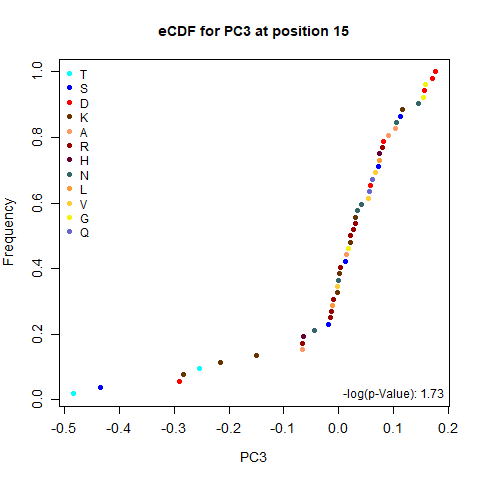 eCDF for PC3 at position 15
Frequency
1.0
0.8
0.6
0.4
0.2
0.0
T
S
D
K
A
R
H
N
L
V
G
Q
-log(p-Value): 1.73
-0.5 -0.4 -0.3 -0.2 -0.1 0.0 0.1 0.2
PC3